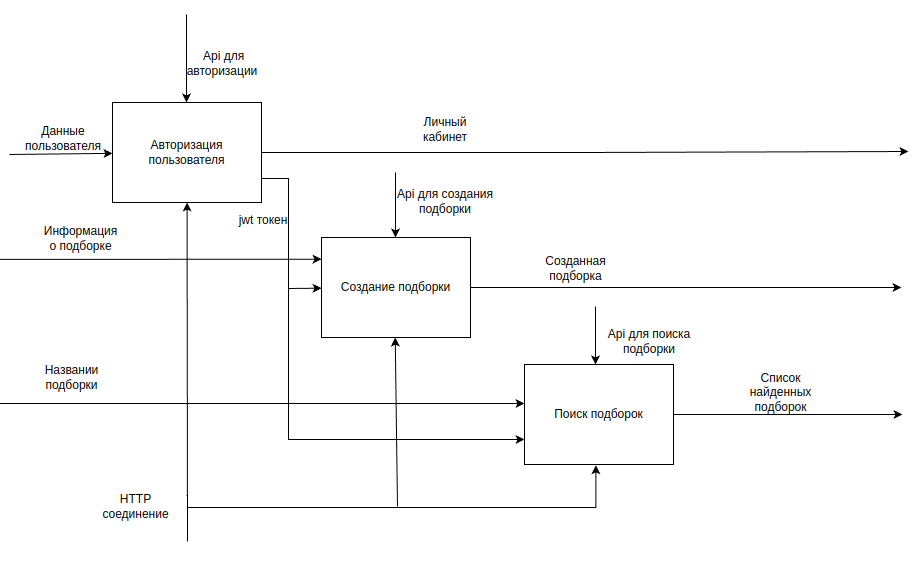 Api для
авторизации
Данные
пользователя
Авторизация
пользователя
Личный
кабинет
Api для создания
подборки
jwt токен
Информация
о подборке
Создание подборки
Созданная
подборка
Api для поиска
подборки
Названии
подборки
Поиск подборок
Список
найденных
подборок
HTTP
соединение